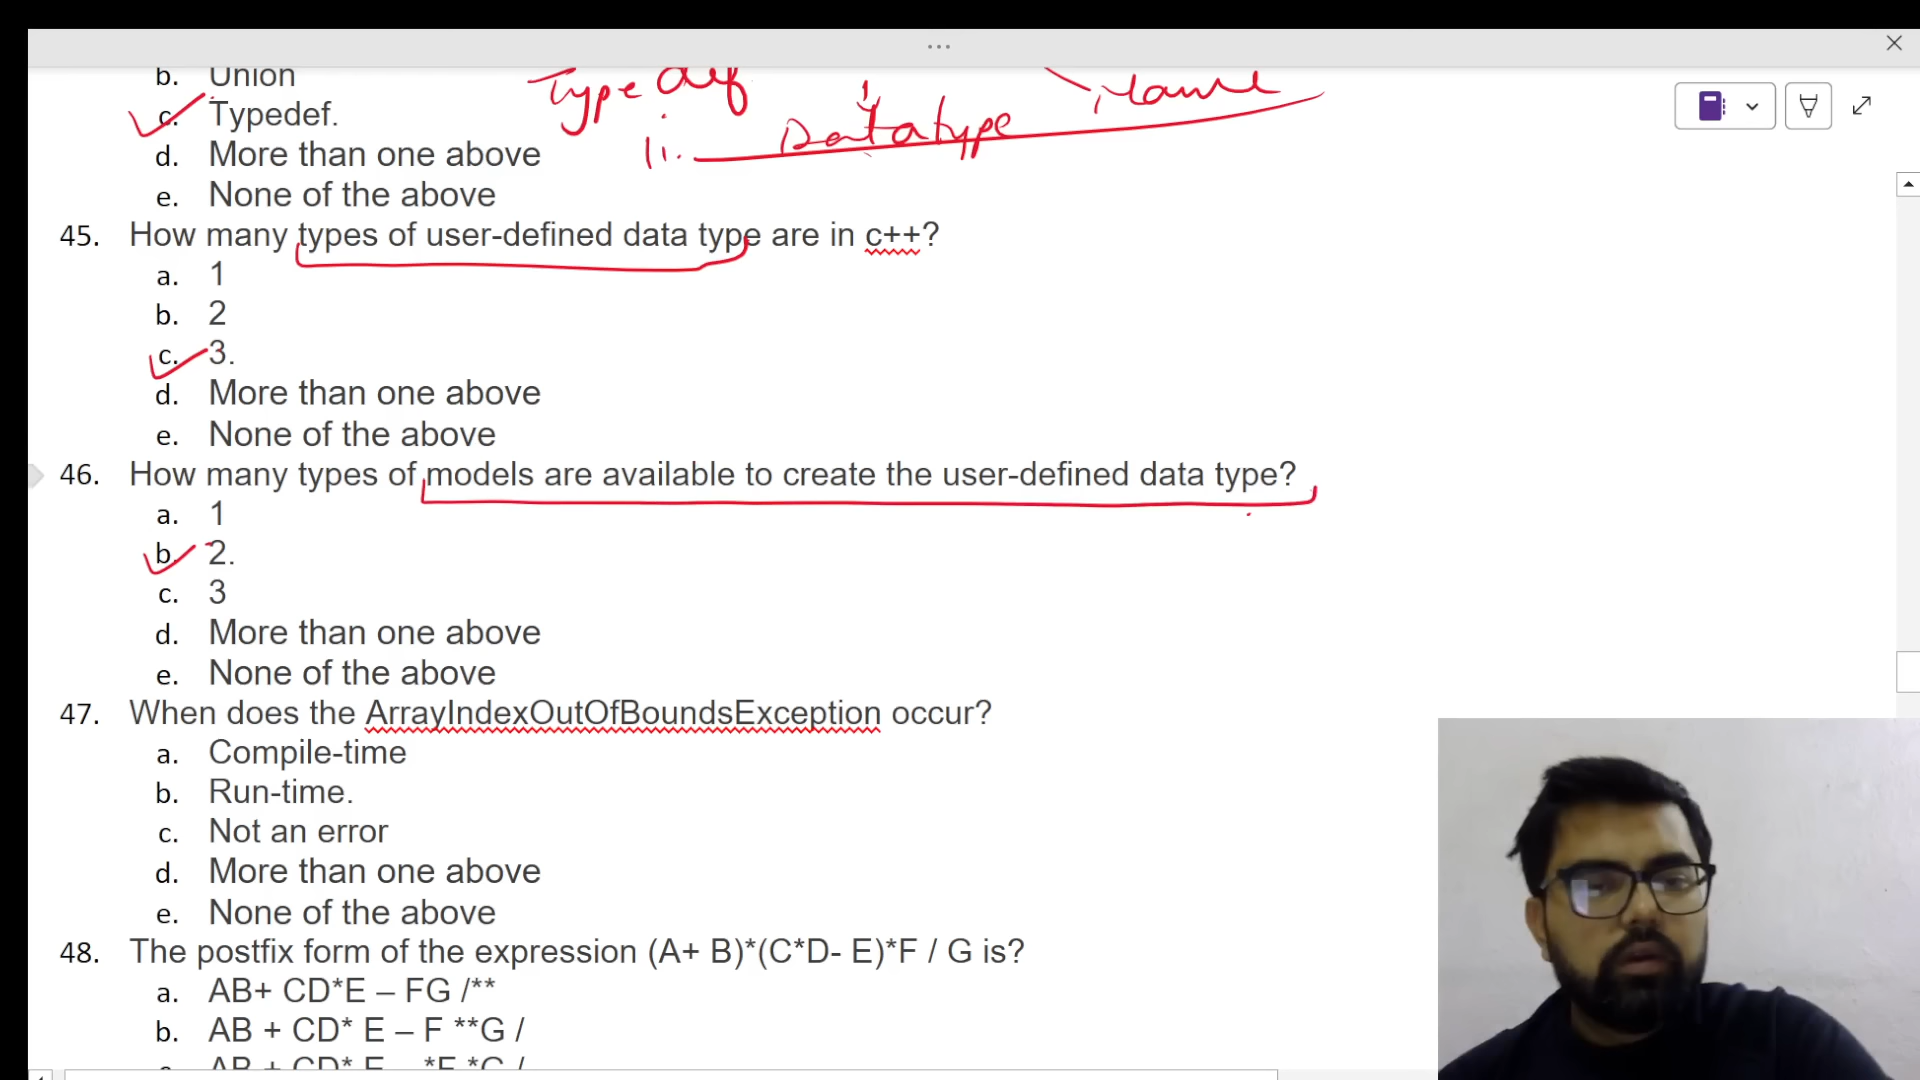 b. Union
Type def
Name
c. Typedef.
Datatype
d. More than one above
e. None of the above
45. How many types of user-defined data type are in c++?
a. 1
b. 2
c. 3.
d. More than one above
e. None of the above
46. How many types of models are available to create the user-defined data type?
a. 1
b. 2.
c. 3
d. More than one above
e. None of the above
47. When does the ArrayIndexOutOfBoundsException occur?
a. Compile-time
b. Run-time.
c. Not an error
d. More than one above
e. None of the above
48. The postfix form of the expression (A+ B)*(C*D- E)*F / G is?
a. AB+ CD*E – FG /**
b. AB + CD* E – F **G /
c. AB + CD* E – *F *G /